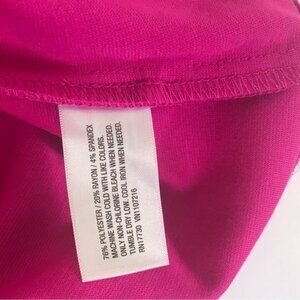 76% POLYESTER / 20% RAYON / 4% SPANDEX
MACHINE WASH COLD WITH LIKE COLORS.
ONLY NON-CHLORINE BLEACH WHEN NEEDED.
TUMBLE DRY LOW. COOL IRON WHEN NEEDED.
RN17730 VN1107216